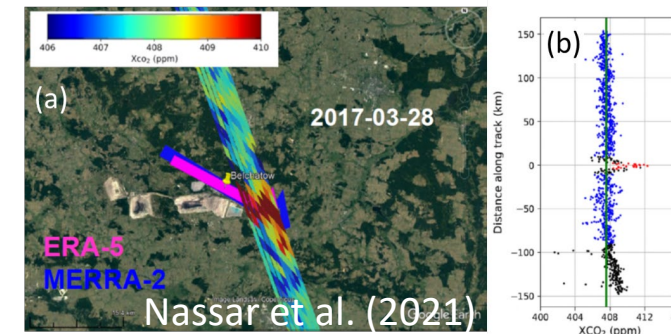 406 407 408 409 410
Xco₂ (ppm)
(a)
2017-03-28
Belchatow
ERA-5
MERRA-2
Nassar et al. (2021)
Google Earth
(b)
Distance along track (km)
150
100
50
0
−50
−100
−150
400 404 408 412
XCO₂ (ppm)